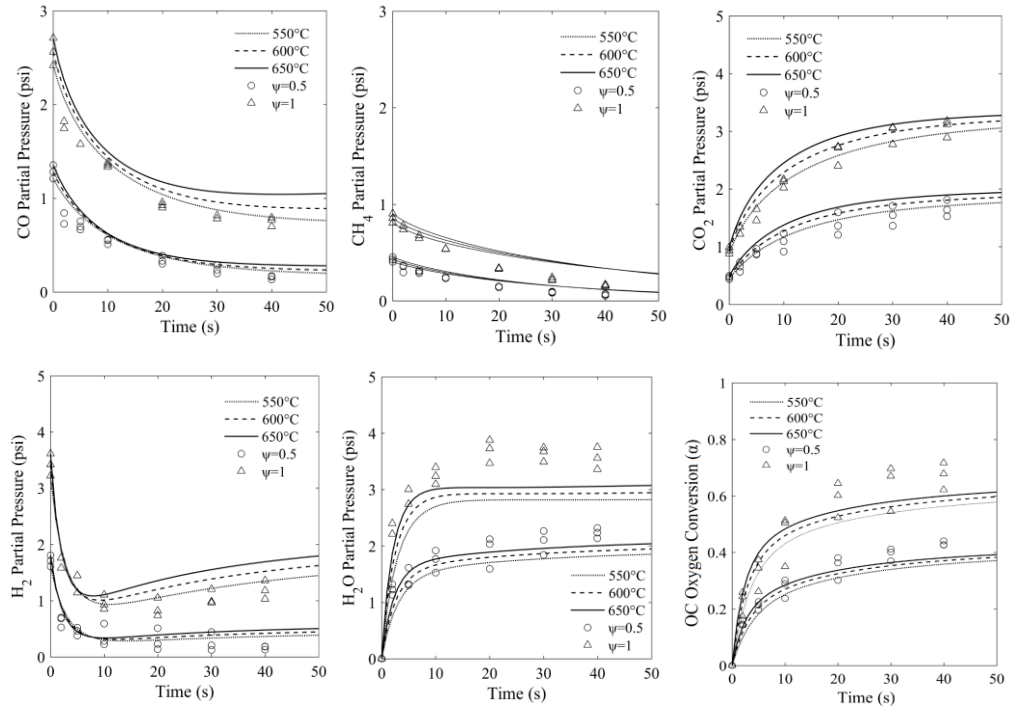 CO Partial Pressure (psi)
3
2
1
0
550°C
600°C
650°C
ψ=0.5
ψ=1
0 10 20 30 40 50
Time (s)
CH4 Partial Pressure (psi)
3
2
1
0
550°C
600°C
650°C
ψ=0.5
ψ=1
0 10 20 30 40 50
Time (s)
CO2 Partial Pressure (psi)
5
4
3
2
1
0
550°C
600°C
650°C
ψ=0.5
ψ=1
0 10 20 30 40 50
Time (s)
H2 Partial Pressure (psi)
5
4
3
2
1
0
550°C
600°C
650°C
ψ=0.5
ψ=1
0 10 20 30 40 50
Time (s)
H2O Partial Pressure (psi)
5
4
3
2
1
0
550°C
600°C
650°C
ψ=0.5
ψ=1
0 10 20 30 40 50
Time (s)
OC Oxygen Conversion (α)
1
0.8
0.6
0.4
0.2
0
550°C
600°C
650°C
ψ=0.5
ψ=1
0 10 20 30 40 50
Time (s)